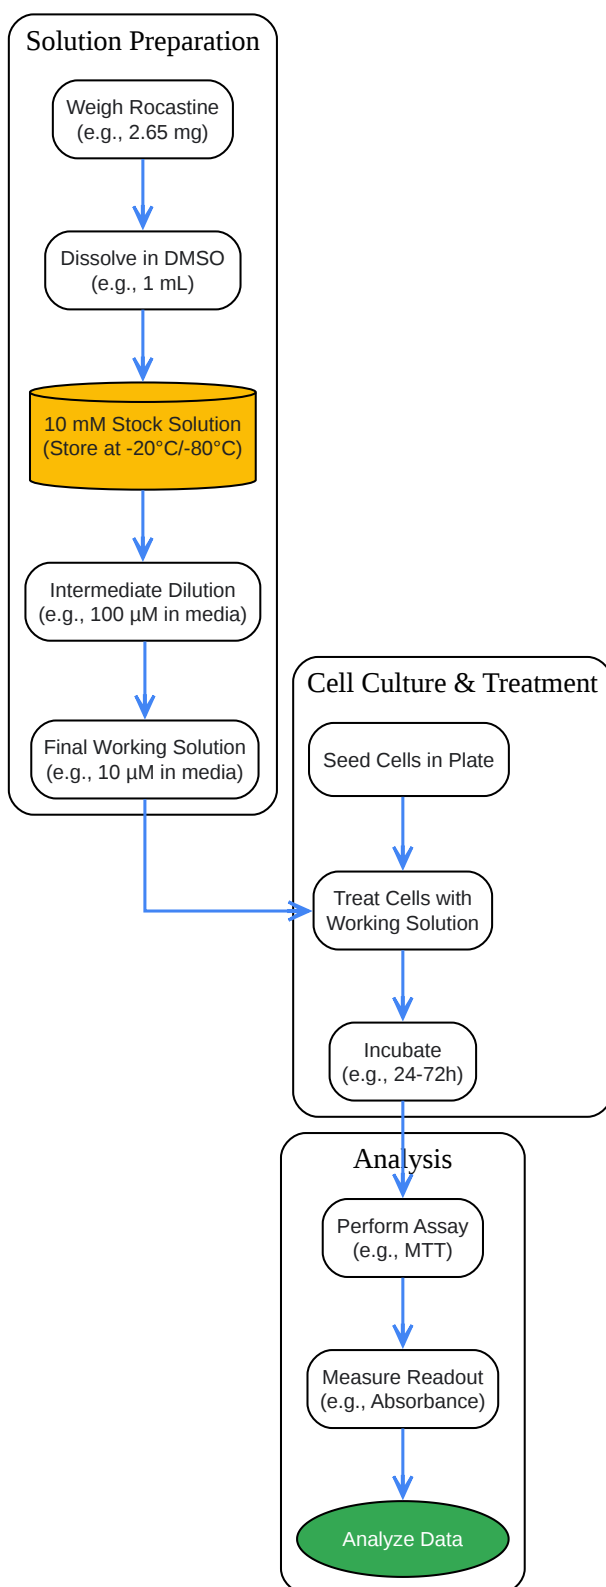 Solution Preparation
Weigh Rocastine
(e.g., 2.65 mg)
Dissolve in DMSO
(e.g., 1 mL)
10 mM Stock Solution
(Store at -20°C/-80°C)
Intermediate Dilution
(e.g., 100 µM in media)
Final Working Solution
(e.g., 10 µM in media)
Cell Culture & Treatment
Seed Cells in Plate
Treat Cells with
Working Solution
Incubate
(e.g., 24-72h)
Analysis
Perform Assay
(e.g., MTT)
Measure Readout
(e.g., Absorbance)
Analyze Data